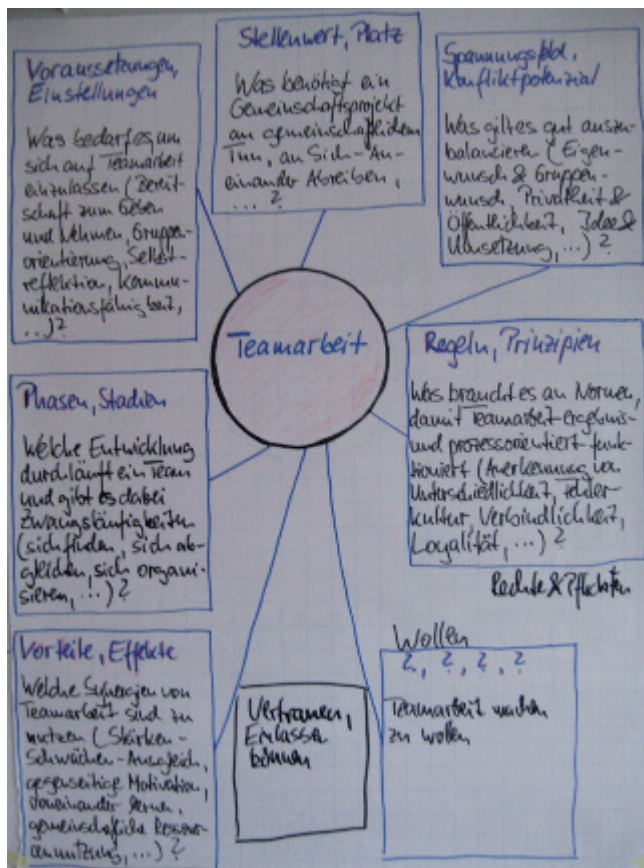 Voraussetzungen,
Einstellungen
Was bedarf es um
sich auf Teamarbeit
einzulassen (Bereit-
schaft zum Geben
und Nehmen, Gruppen-
orientierung, Selbst-
reflektion, Kommu-
nikationsfähigkeit,
...)?
Stellenwert, Platz
Was benötigt ein
Gemeinschaftsprojekt
an gemeinschaftlichem
Tun, an Sich-An-
einander Abreiben,
... ?
Spannungsfeld,
Konfliktpotenzial
Was gilt es gut auszu-
balancieren (Eigen-
wunsch & Gruppen-
wunsch, Privatheit &
Öffentlichkeit, Idee &
Umsetzung, ...) ?
Teamarbeit
Phasen, Stadien
Welche Entwicklung
durchläuft ein Team
und gibt es dabei
Zwangsläufigkeiten
(sich finden, sich ab-
gleichen, sich organi-
sieren, ...) ?
Regeln, Prinzipien
Was braucht es an Normen,
damit Teamarbeit ergebnis-
und prozessorientiert funk-
tioniert (Anerkennung von
Unterschiedlichkeit, Fehler-
kultur, Verbindlichkeit,
Loyalität, ...) ?
Rechte & Pflichten
Vorteile, Effekte
Welche Synergien von
Teamarbeit sind zu
nutzen (Stärken-
Schwächen-Ausgleich,
gegenseitige Motivation,
voneinander lernen,
gemeinschaftliche Ressour-
cennutzung, ...) ?
Vertrauen,
Einlassen
können
Wollen
?, ?, ?, ?
Teamarbeit machen
zu wollen